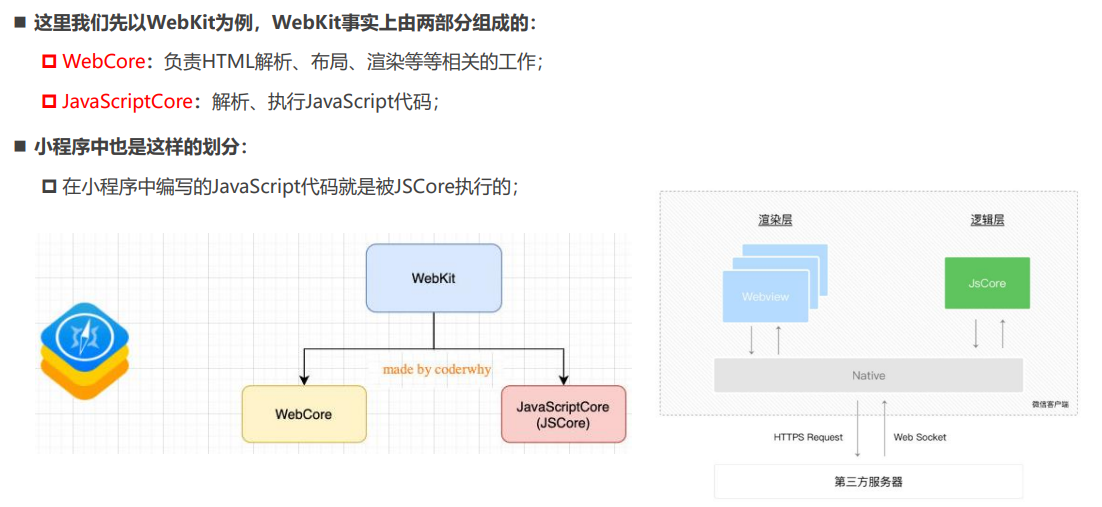 这里我们先以WebKit为例，WebKit事实上由两部分组成的：
WebCore：负责HTML解析、布局、渲染等等相关的工作；
JavaScriptCore：解析、执行JavaScript代码；
小程序中也是这样的划分：
在小程序中编写的JavaScript代码就是被JSCore执行的；
WebKit
made by coderwhy
WebCore
JavaScriptCore
(JSCore)
渲染层
逻辑层
Webview
JsCore
Native
微信客户端
HTTPS Request
Web Socket
第三方服务器